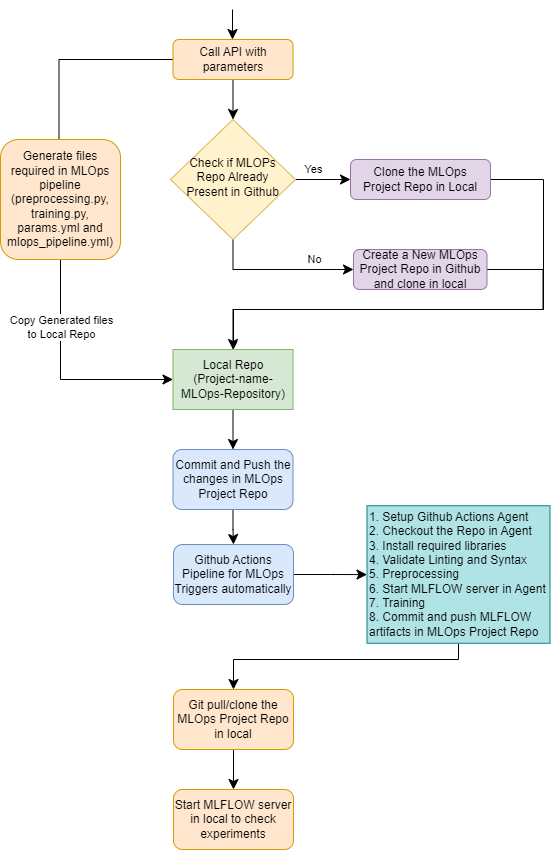 Call API with
parameters
Generate files
required in MLOps
pipeline
(preprocessing.py,
training.py,
params.yml and
mlops_pipeline.yml)
Check if MLOPs
Repo Already
Present in Github
Yes
Clone the MLOps
Project Repo in Local
No
Create a New MLOps
Project Repo in Github
and clone in local
Copy Generated files
to Local Repo
Local Repo
(Project-name-
MLOps-Repository)
Commit and Push the
changes in MLOps
Project Repo
Github Actions
Pipeline for MLOps
Triggers automatically
1. Setup Github Actions Agent
2. Checkout the Repo in Agent
3. Install required libraries
4. Validate Linting and Syntax
5. Preprocessing
6. Start MLFLOW server in Agent
7. Training
8. Commit and push MLFLOW
artifacts in MLOps Project Repo
Git pull/clone the
MLOps Project Repo
in local
Start MLFLOW server
in local to check
experiments